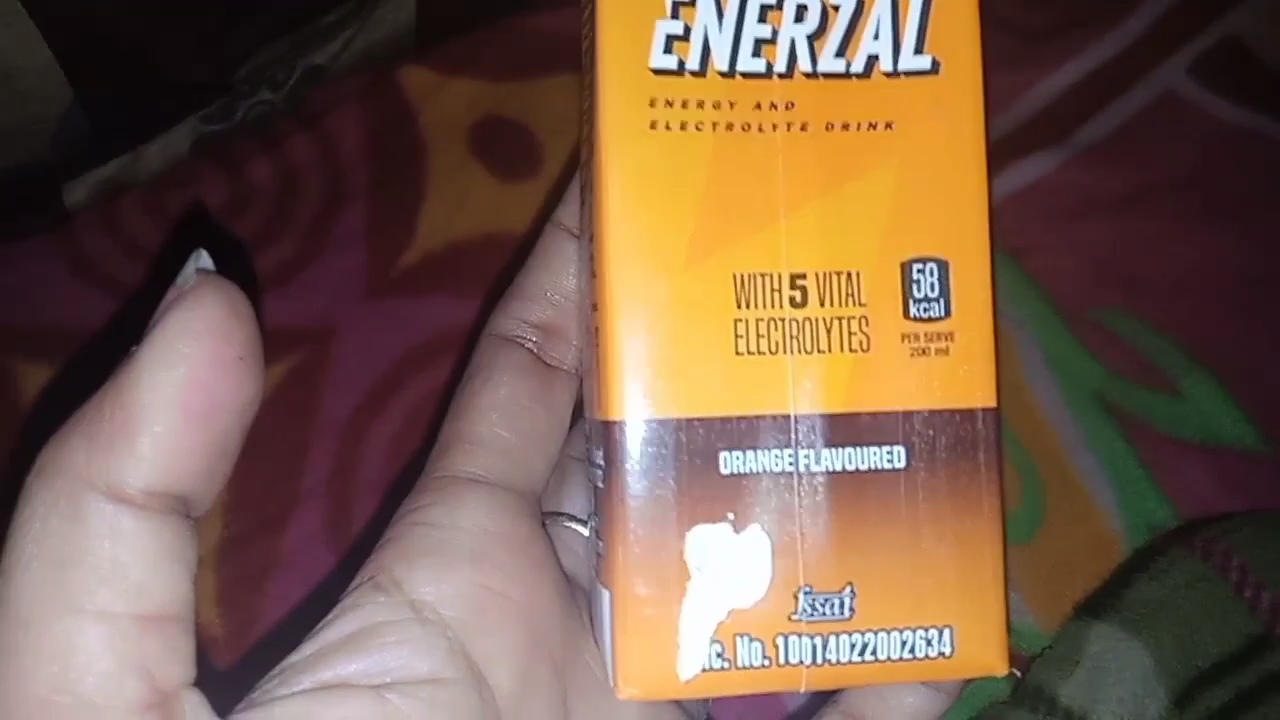 ENERZAL
ENERGY AND
ELECTROLYTE DRINK
WITH 5 VITAL
ELECTROLYTES
58
kcal
PER SERVE
200 ml
ORANGE FLAVOURED
fssai
No. 10014022002634